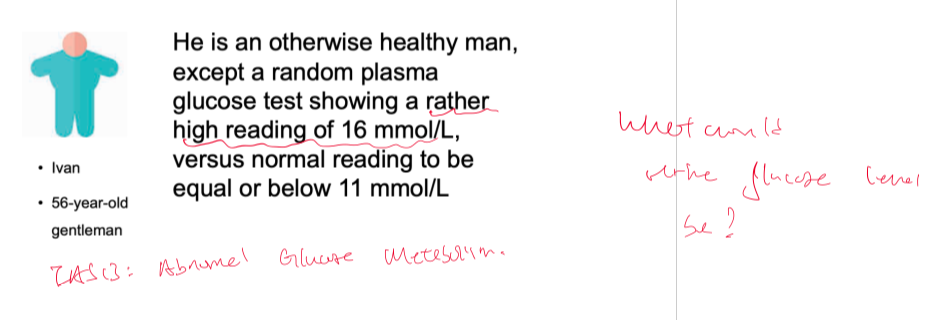 He is an otherwise healthy man,
except a random plasma
glucose test showing a rather
high reading of 16 mmol/L,
versus normal reading to be
equal or below 11 mmol/L
• Ivan
• 56-year-old
gentleman
What could
urine glucose level
be?
Abnormal Glucose Metabolism.